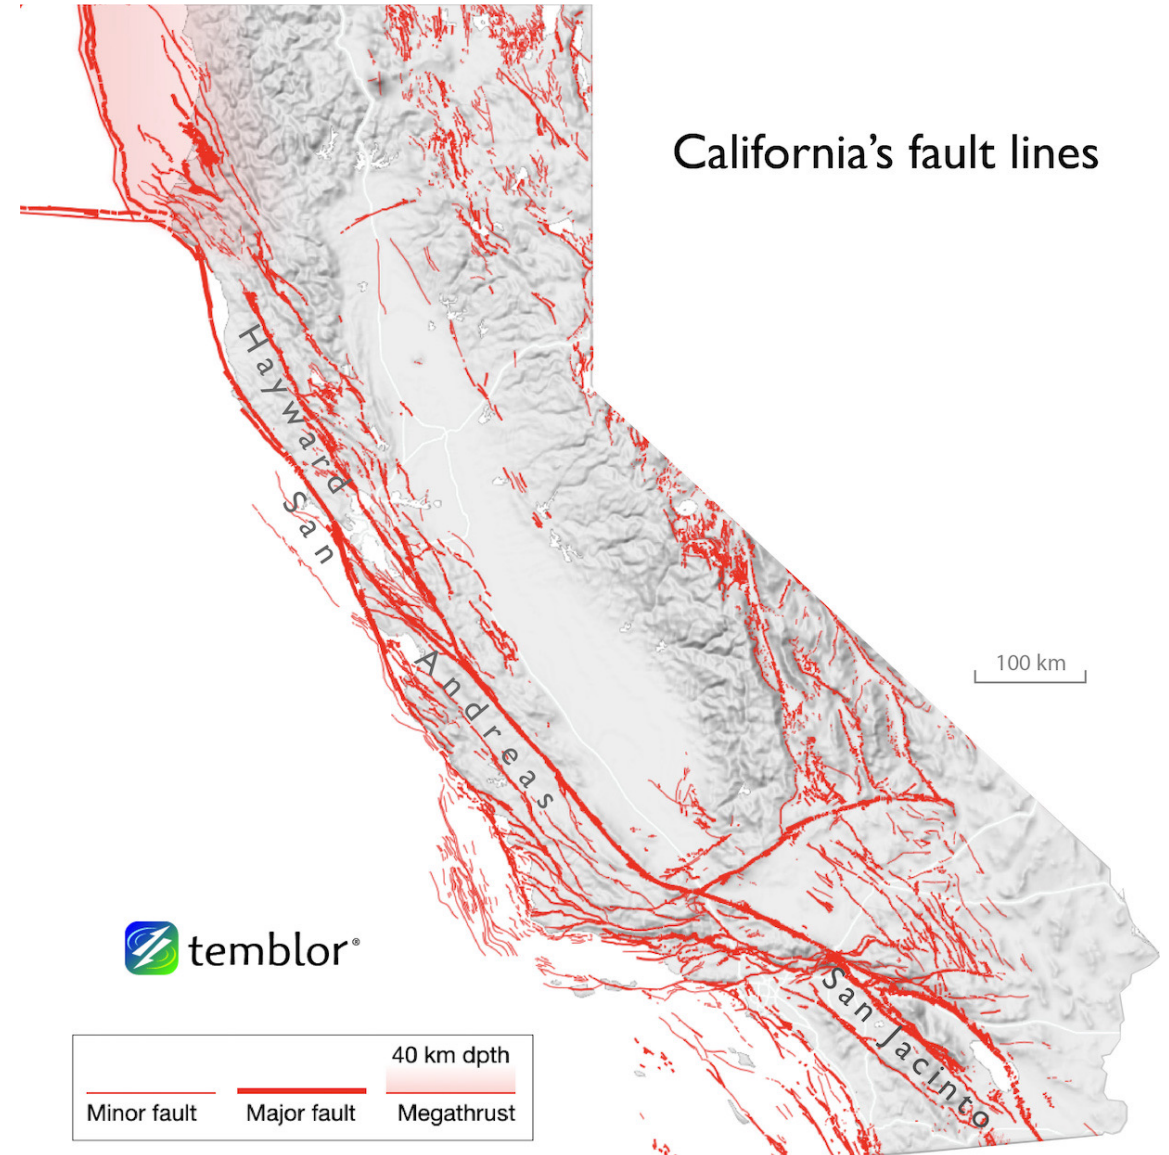 California's fault lines
Hayward
San
Andreas
100 km
temblor®
San Jacinto
40 km dpth
Minor fault
Major fault
Megathrust